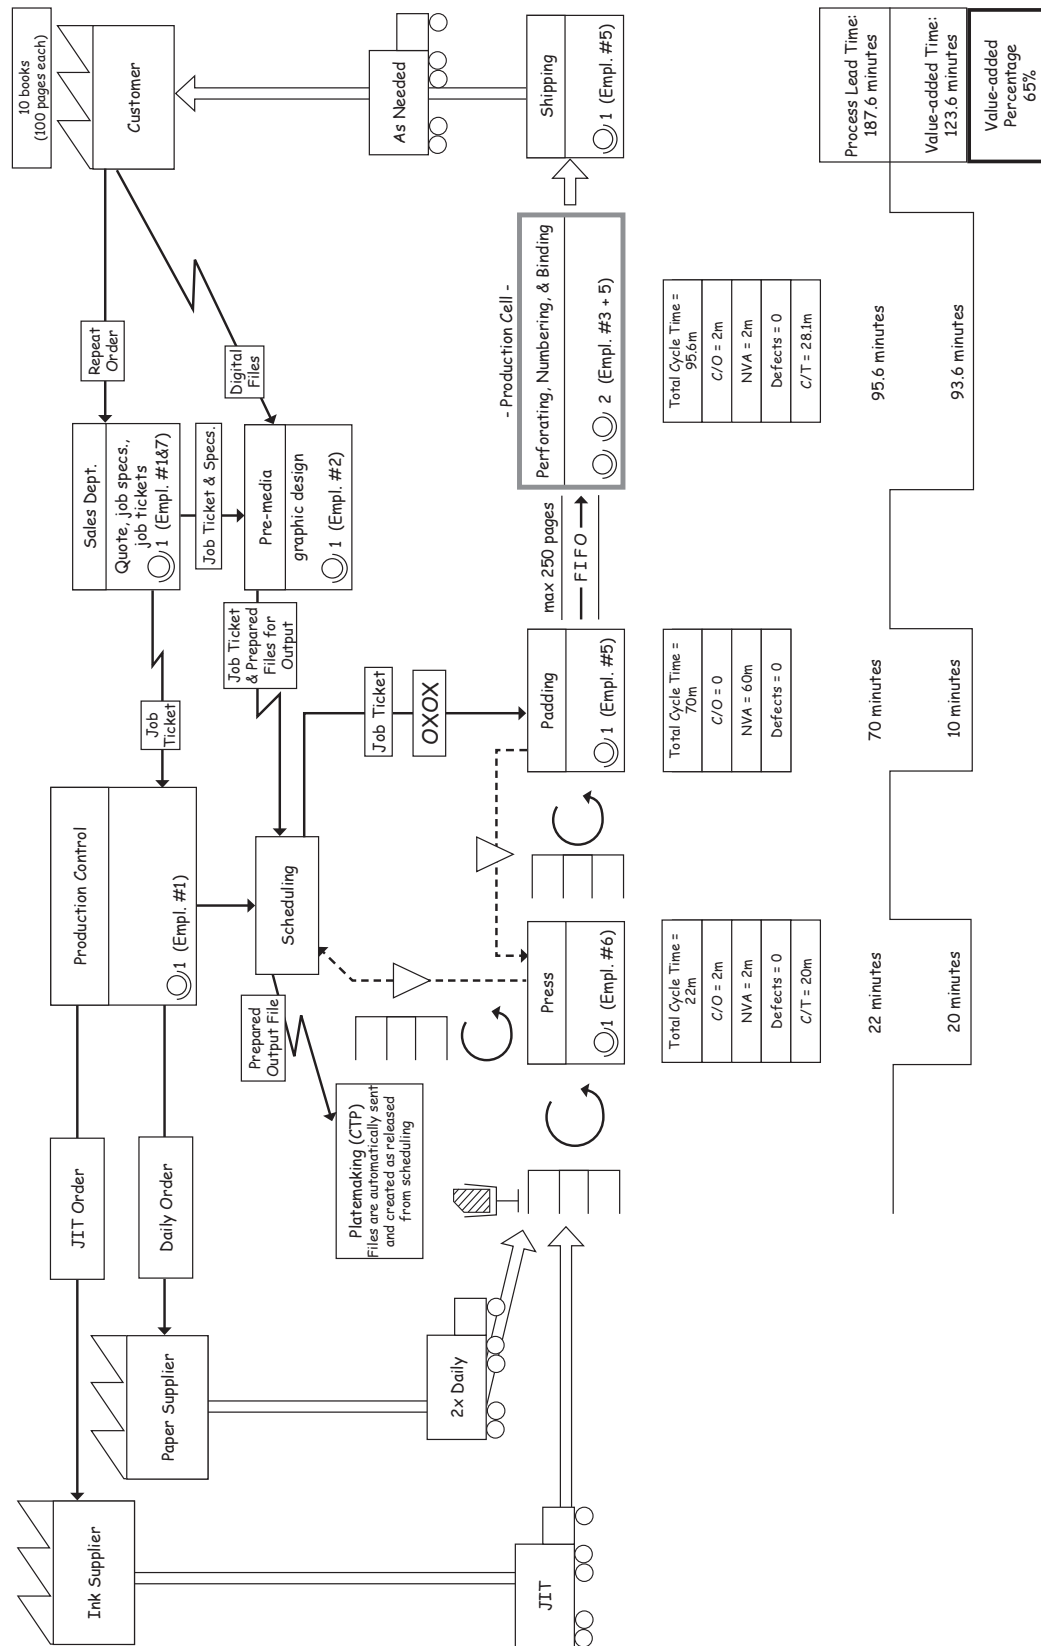 Ink Supplier
Paper Supplier
JIT Order
Daily Order
Production Control
1 (Empl. #1)
Job
Ticket
Sales Dept.
Quote, job specs.,
job tickets
1 (Empl. #1&7)
Repeat
Order
10 books
(100 pages each)
Customer
Job Ticket & Specs.
Digital
Files
Pre-media
graphic design
1 (Empl. #2)
Job Ticket
& Prepared
Files for
Output
Scheduling
Prepared
Output File
Platemaking (CTP)
Files are automatically sent
and created as released
from scheduling
Job Ticket
OXOX
As Needed
2x Daily
JIT
Press
1 (Empl. #6)
Padding
1 (Empl. #5)
max 250 pages
FIFO
- Production Cell -
Perforating, Numbering, & Binding
2 (Empl. #3 + 5)
Shipping
1 (Empl. #5)
Total Cycle Time =
22m
C/O = 2m
NVA = 2m
Defects = 0
C/T = 20m
Total Cycle Time =
70m
C/O = 0
NVA = 60m
Defects = 0
Total Cycle Time =
95.6m
C/O = 2m
NVA = 2m
Defects = 0
C/T = 28.1m
22 minutes
20 minutes
70 minutes
10 minutes
95.6 minutes
93.6 minutes
Process Lead Time:
187.6 minutes
Value-added Time:
123.6 minutes
Value-added
Percentage
65%